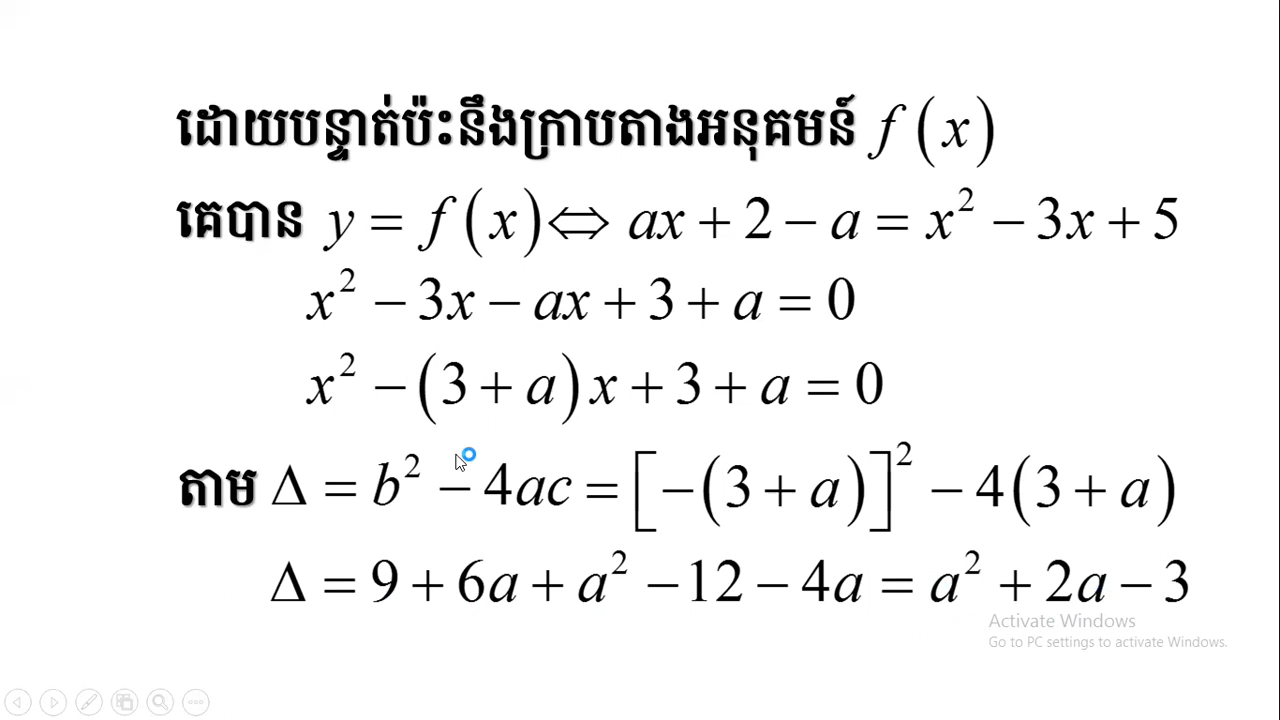 ដោយបន្ទាត់ប៉ះនឹងក្រាបតាងអនុគមន៍ f(x)
គេបាន y = f(x) ⇔ ax + 2 − a = x² − 3x + 5
x² − 3x − ax + 3 + a = 0
x² − (3 + a)x + 3 + a = 0
តាម Δ = b² − 4ac = [−(3 + a)]² − 4(3 + a)
Δ = 9 + 6a + a² − 12 − 4a = a² + 2a − 3
Activate Windows
Go to PC settings to activate Windows.